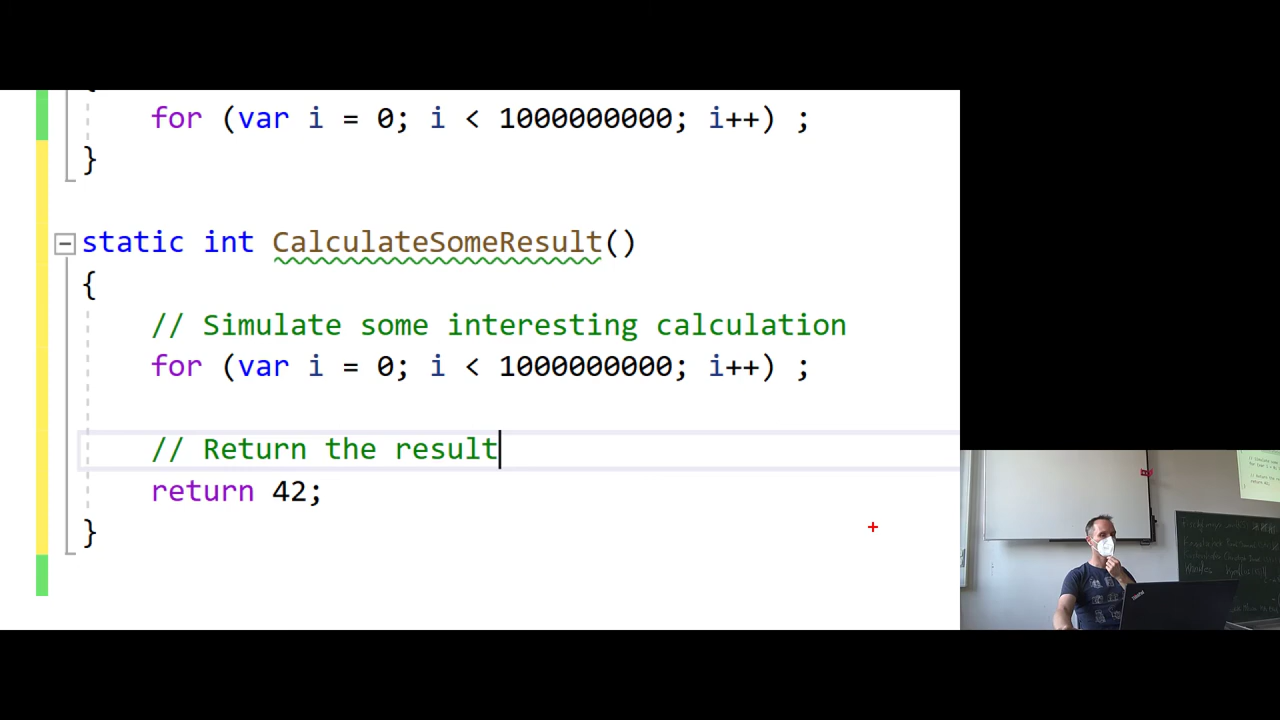 for (var i = 0; i < 1000000000; i++) ;
}
static int CalculateSomeResult()
{
// Simulate some interesting calculation
for (var i = 0; i < 1000000000; i++) ;
// Return the result
return 42;
}
ThinkPad